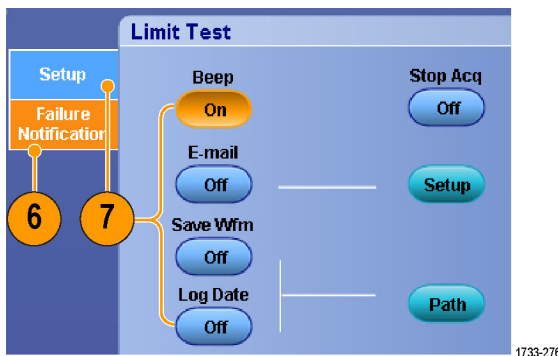 Limit Test
Setup
Failure
Notification
6
7
Beep
On
Stop Acq
Off
E-mail
Off
Setup
Save Wfm
Off
Log Date
Off
Path
1733-276